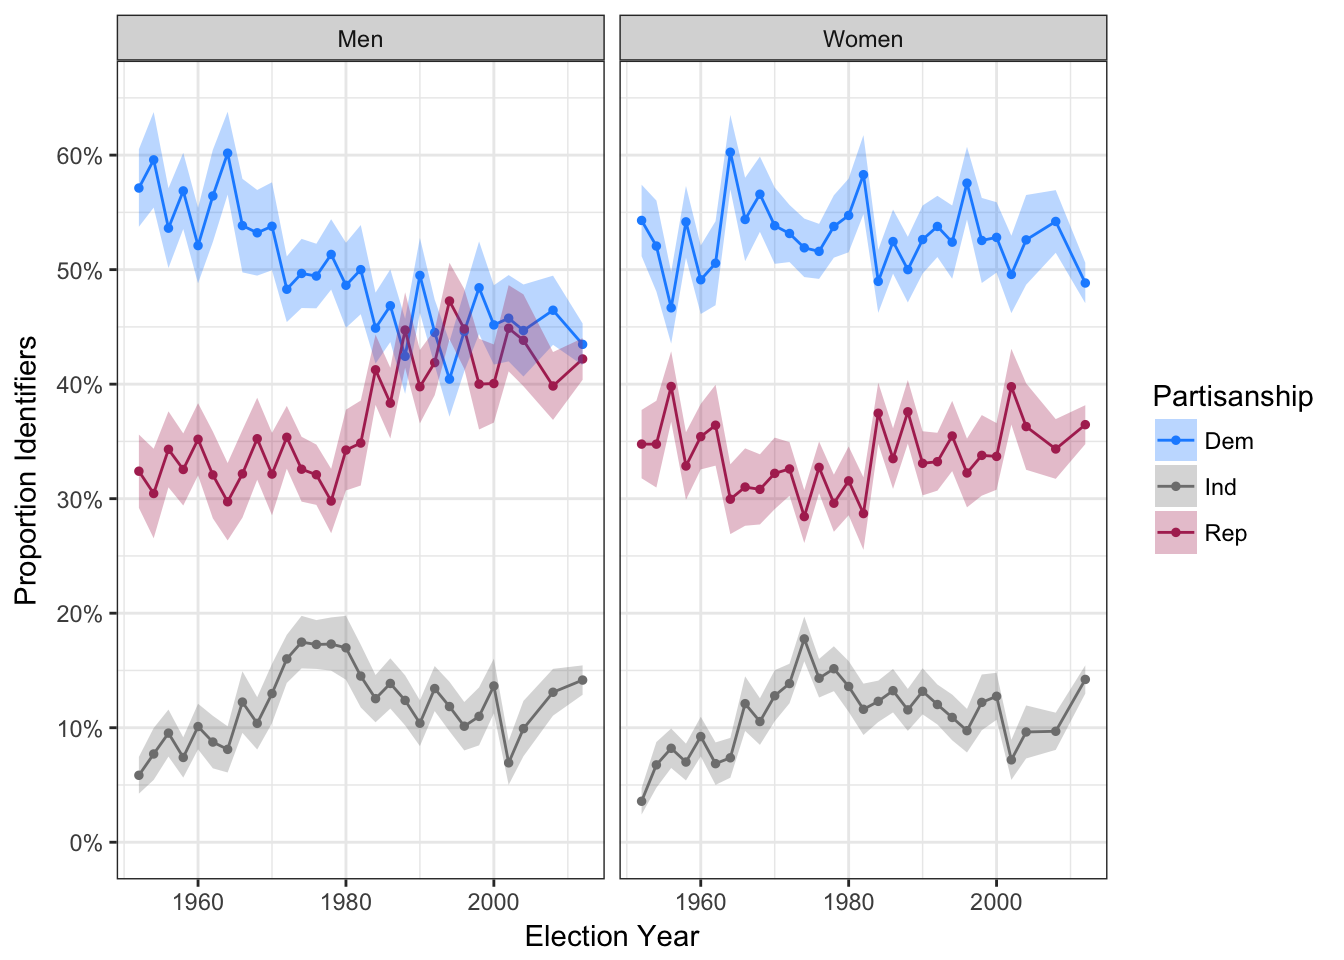 Men
Women
Proportion Identifiers
60%
50%
40%
30%
20%
10%
0%
1960
1980
2000
1960
1980
2000
Election Year
Partisanship
Dem
Ind
Rep